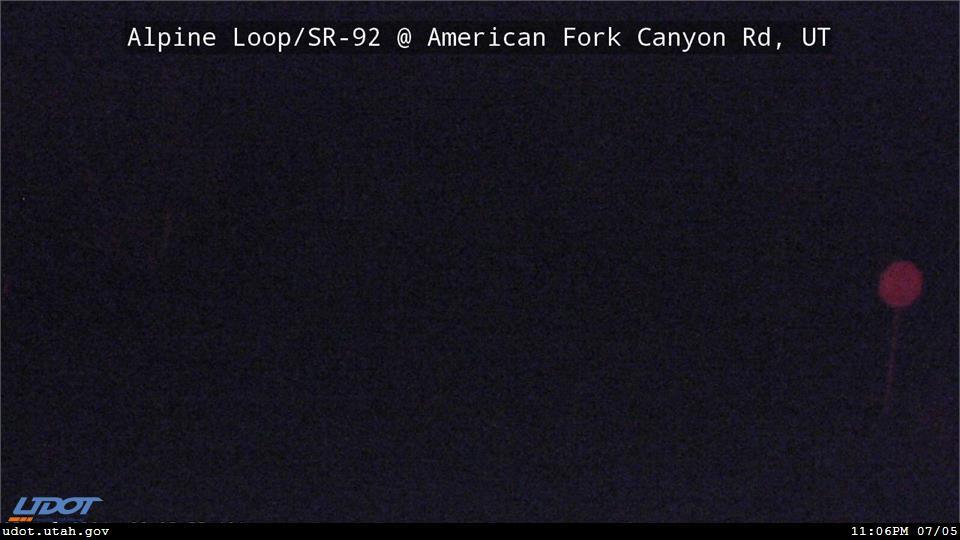 Alpine Loop/SR-92 @ American Fork Canyon Rd, UT
UDOT
udot.utah.gov 11:06PM 07/05